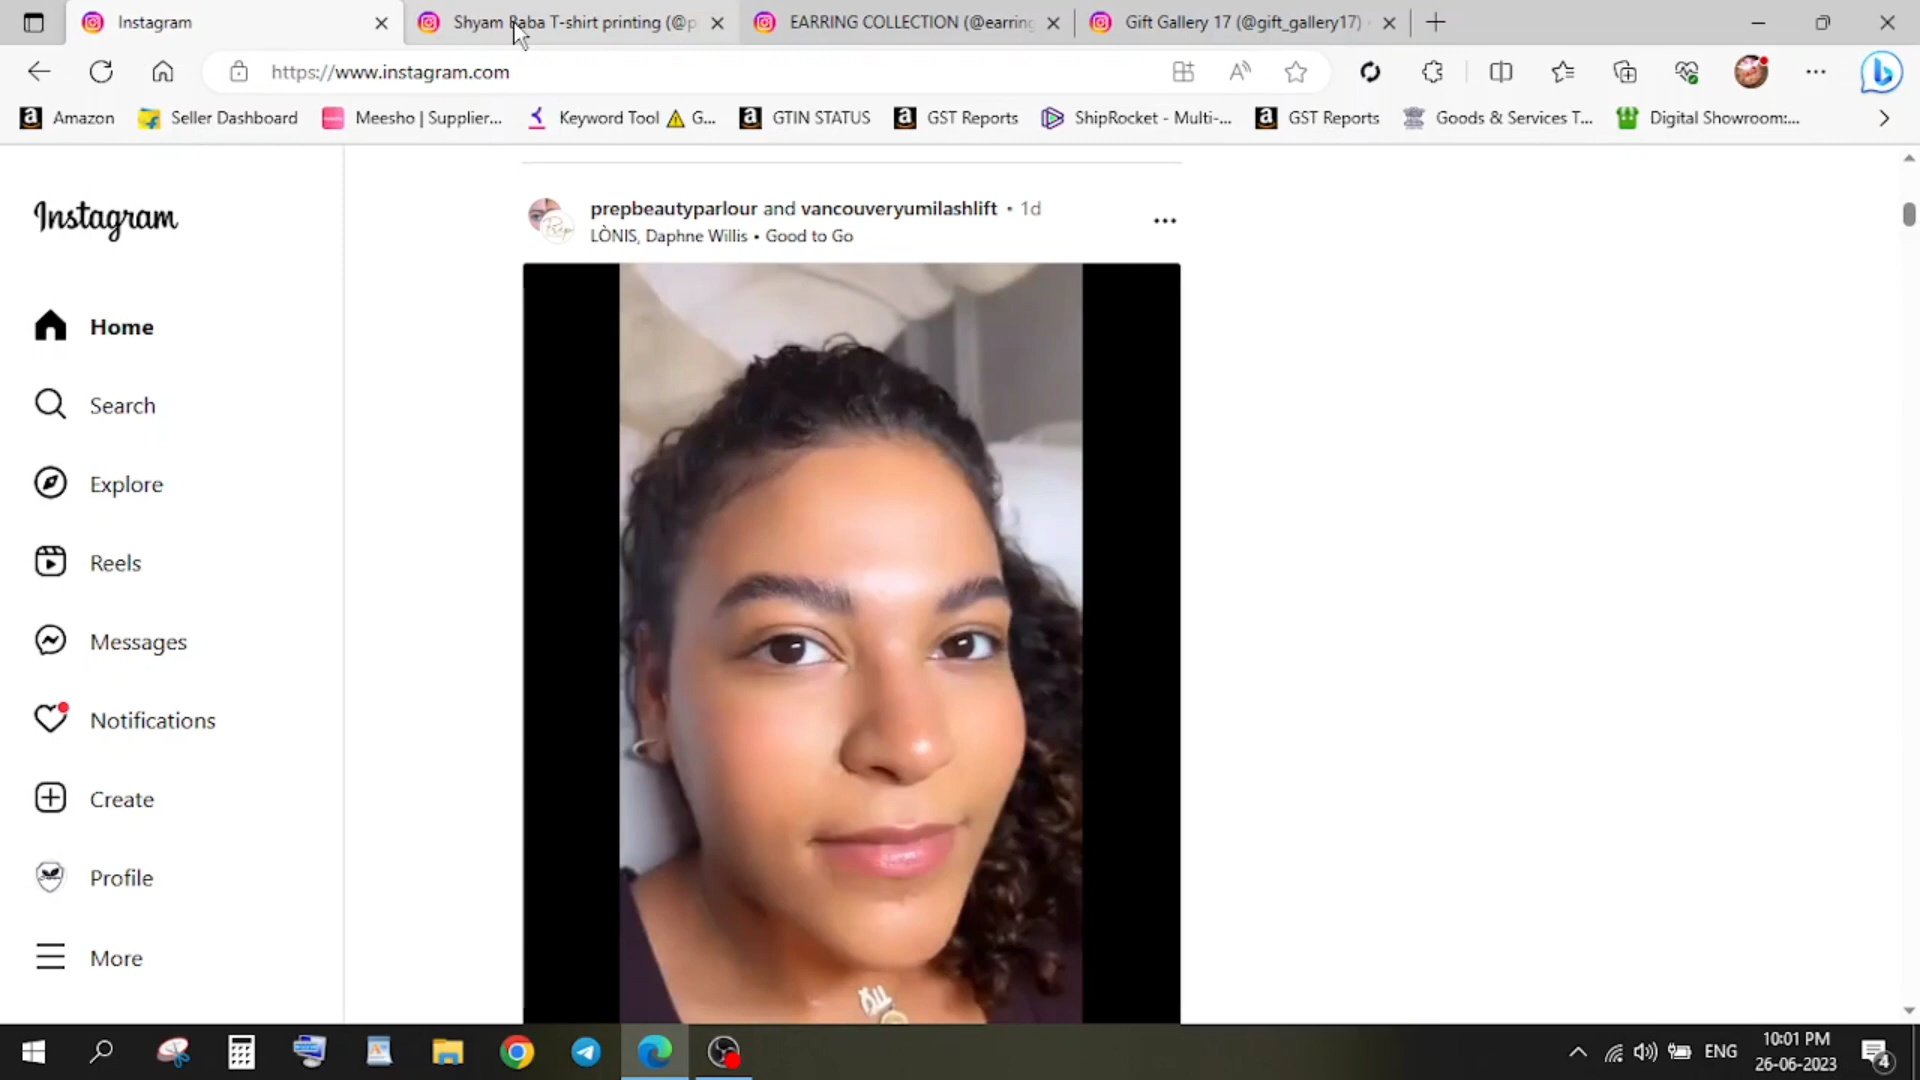 Instagram
Shyam Baba T-shirt printing (@p
EARRING COLLECTION (@earring
Gift Gallery 17 (@gift_gallery17)
https://www.instagram.com
Amazon
Seller Dashboard
Meesho | Supplier...
Keyword Tool ⚠ G...
GTIN STATUS
GST Reports
ShipRocket - Multi-...
GST Reports
Goods & Services T...
Digital Showroom:...
Instagram
prepbeautyparlour and vancouveryumilashlift • 1d
LÒNIS, Daphne Willis • Good to Go
Home
Search
Explore
Reels
Messages
Notifications
Create
Profile
More
ENG
10:01 PM
26-06-2023
4